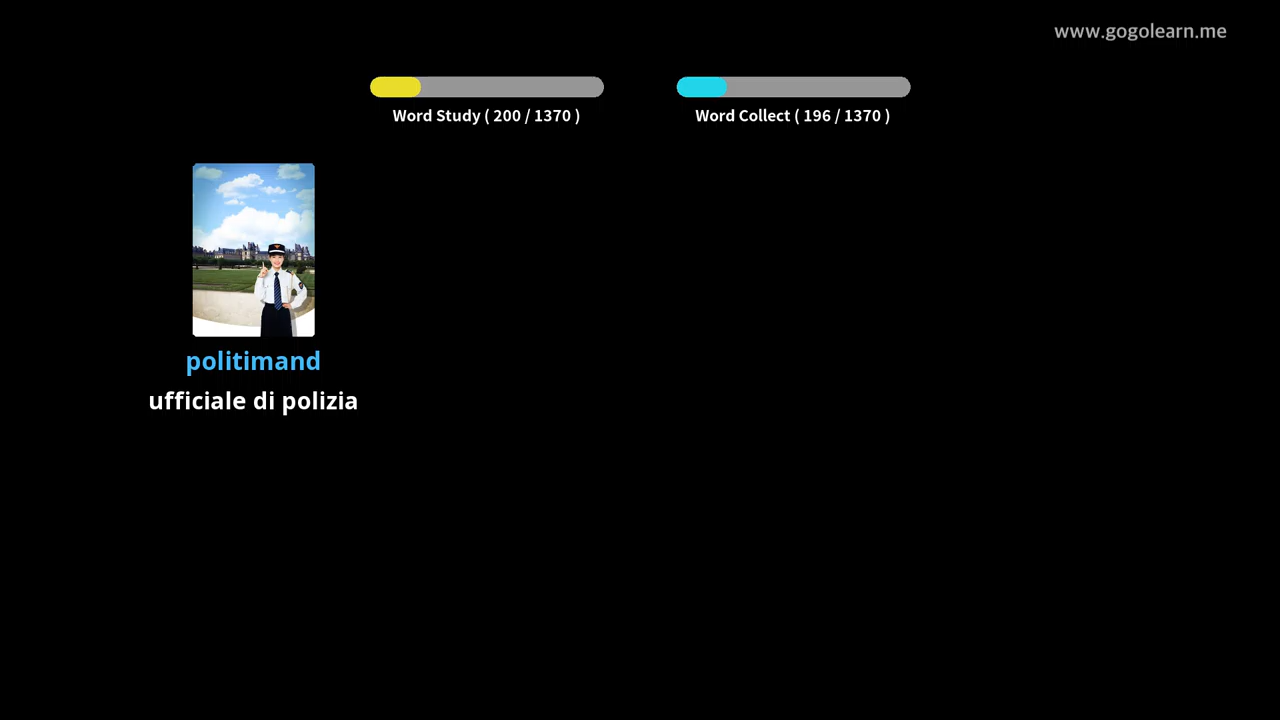 www.gogolearn.me
Word Study ( 200 / 1370 )
Word Collect ( 196 / 1370 )
politimand
ufficiale di polizia